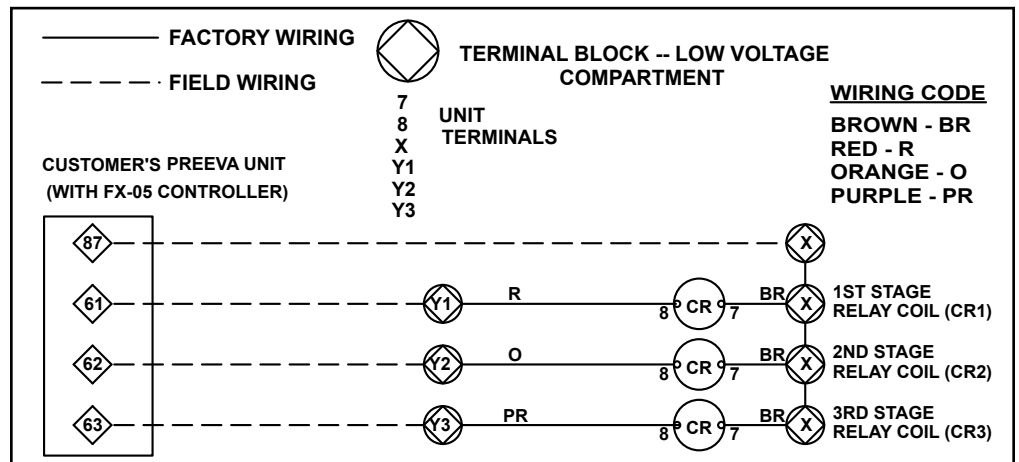 FACTORY WIRING
FIELD WIRING
TERMINAL BLOCK -- LOW VOLTAGE
COMPARTMENT
7
8
X
Y1
Y2
Y3
UNIT
TERMINALS
WIRING CODE
BROWN - BR
RED - R
ORANGE - O
PURPLE - PR
CUSTOMER'S PREEVA UNIT
(WITH FX-05 CONTROLLER)
87 X
61 Y1 R 8 CR 7 BR X 1ST STAGE
RELAY COIL (CR1)
62 Y2 O 8 CR 7 BR X 2ND STAGE
RELAY COIL (CR2)
63 Y3 PR 8 CR 7 BR X 3RD STAGE
RELAY COIL (CR3)